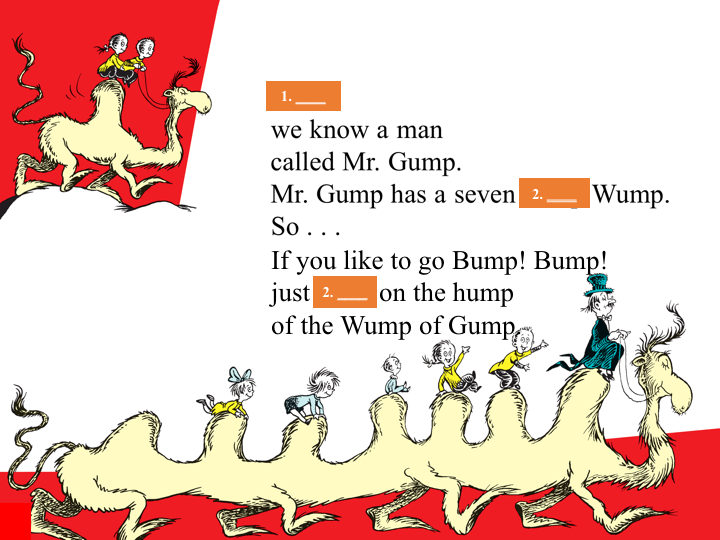 1. ___
we know a man
called Mr. Gump.
Mr. Gump has a seven 2. ___ Wump.
So . . .
If you like to go Bump! Bump!
just 2. ___ on the hump
of the Wump of Gump.